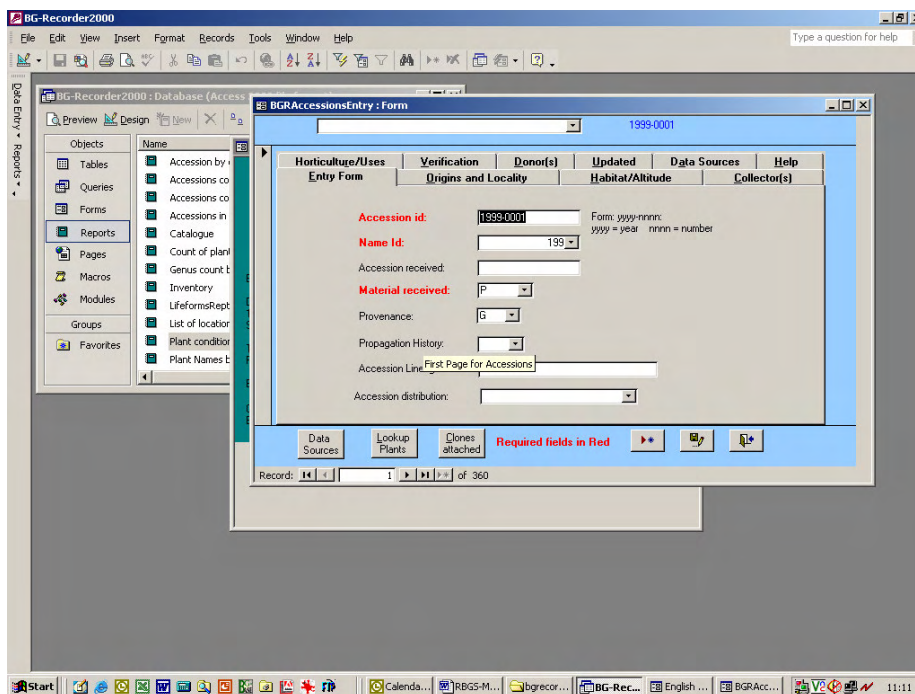 BG-Recorder2000
File Edit View Insert Format Records Tools Window Help
Type a question for help
Data Entry Reports
BG-Recorder2000 : Database (Access
Preview Design New
Objects
Tables
Queries
Forms
Reports
Pages
Macros
Modules
Groups
Favorites
Name
Accession by
Accessions co
Accessions co
Accessions in
Catalogue
Count of plant
Genus count b
Inventory
LifeformsRept
List of location
Plant condition
Plant Names b
BGRAccessionsEntry : Form
1999-0001
Horticulture/Uses Verification Donor(s) Updated Data Sources Help
Entry Form Origins and Locality Habitat/Altitude Collector(s)
Accession id: 1999-0001 Form: yyyy-nnnn:
yyyy = year nnnn = number
Name Id: 199
Accession received:
Material received: P
Provenance: G
Propagation History:
First Page for Accessions
Accession Line
Accession distribution:
Data Sources
Lookup Plants
Clones attached
Required fields in Red
Record: 1 of 360
Start Calenda... RBGS-M... bgrecor... BG-Rec... English ... BGRAcc... 11:11